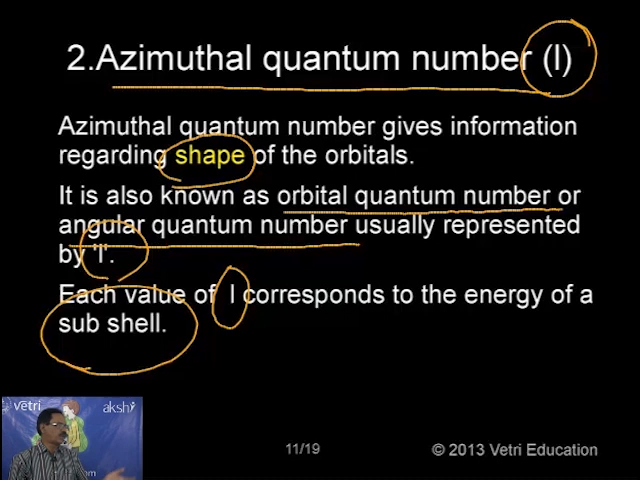 2.Azimuthal quantum number (l)
Azimuthal quantum number gives information
regarding shape of the orbitals.
It is also known as orbital quantum number or
angular quantum number usually represented
by 'l'.
Each value of l corresponds to the energy of a
sub shell.
vetri akshi
om
11/19 © 2013 Vetri Education